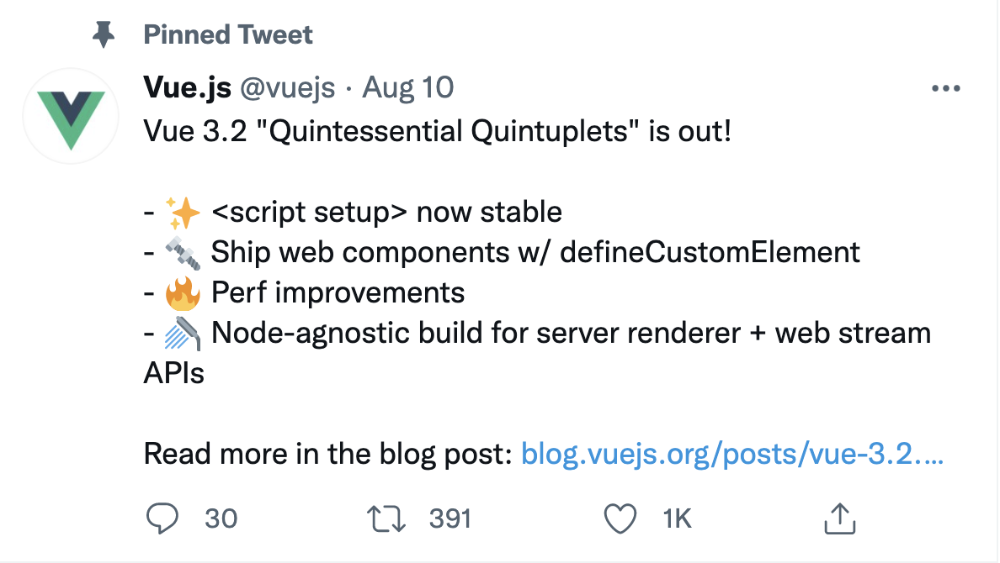 Pinned Tweet
Vue.js @vuejs · Aug 10
Vue 3.2 "Quintessential Quintuplets" is out!
- ✨ <script setup> now stable
- 🔩 Ship web components w/ defineCustomElement
- 🔥 Perf improvements
- 🚿 Node-agnostic build for server renderer + web stream
APIs
Read more in the blog post: blog.vuejs.org/posts/vue-3.2.…
30 391 1K